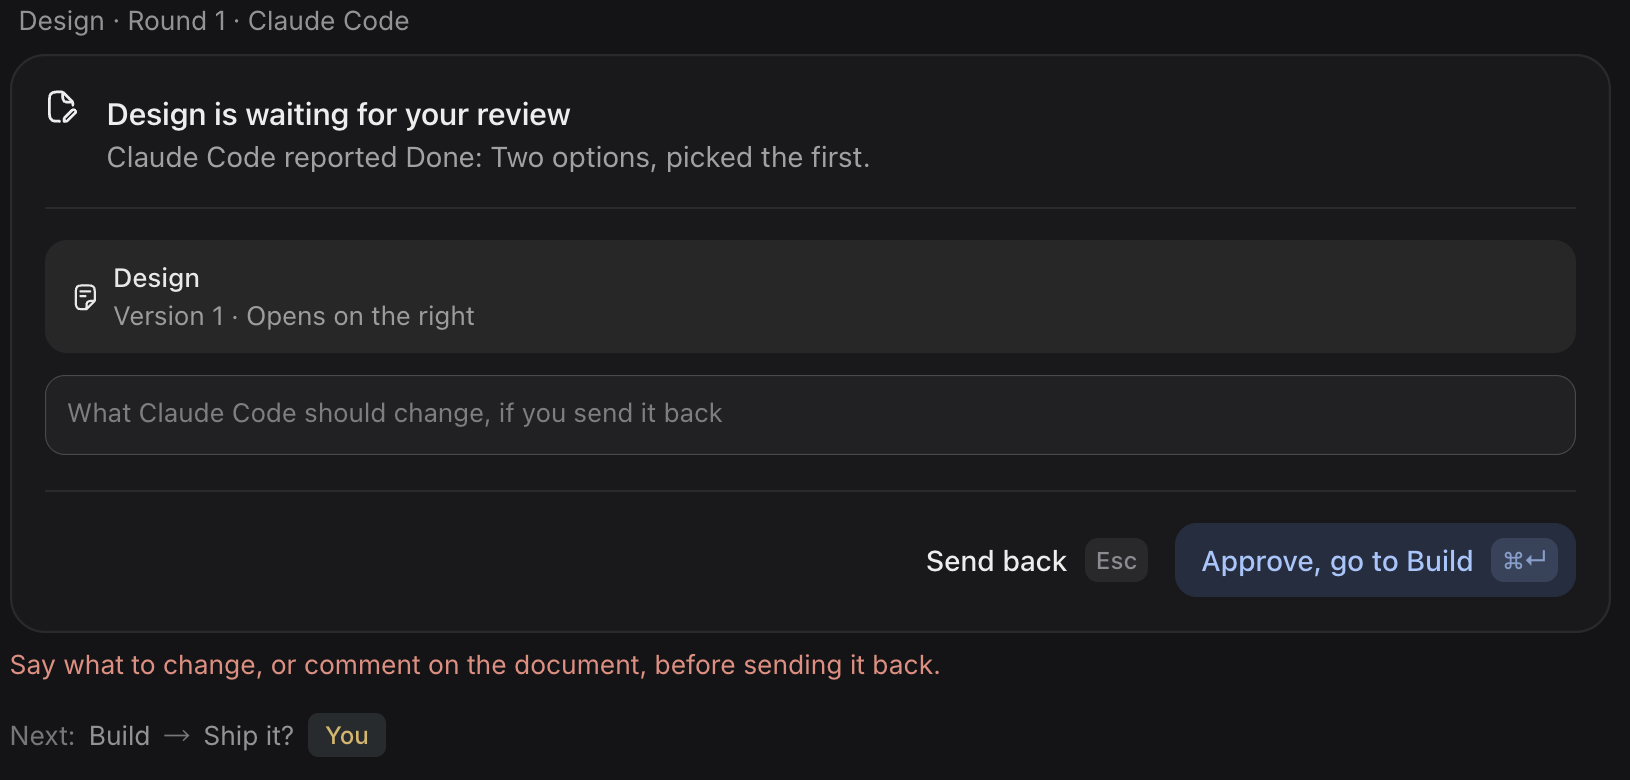 Design · Round 1 · Claude Code
Design is waiting for your review
Claude Code reported Done: Two options, picked the first.
Design
Version 1 · Opens on the right
What Claude Code should change, if you send it back
Send back Esc Approve, go to Build ⌘↵
Say what to change, or comment on the document, before sending it back.
Next: Build → Ship it? You